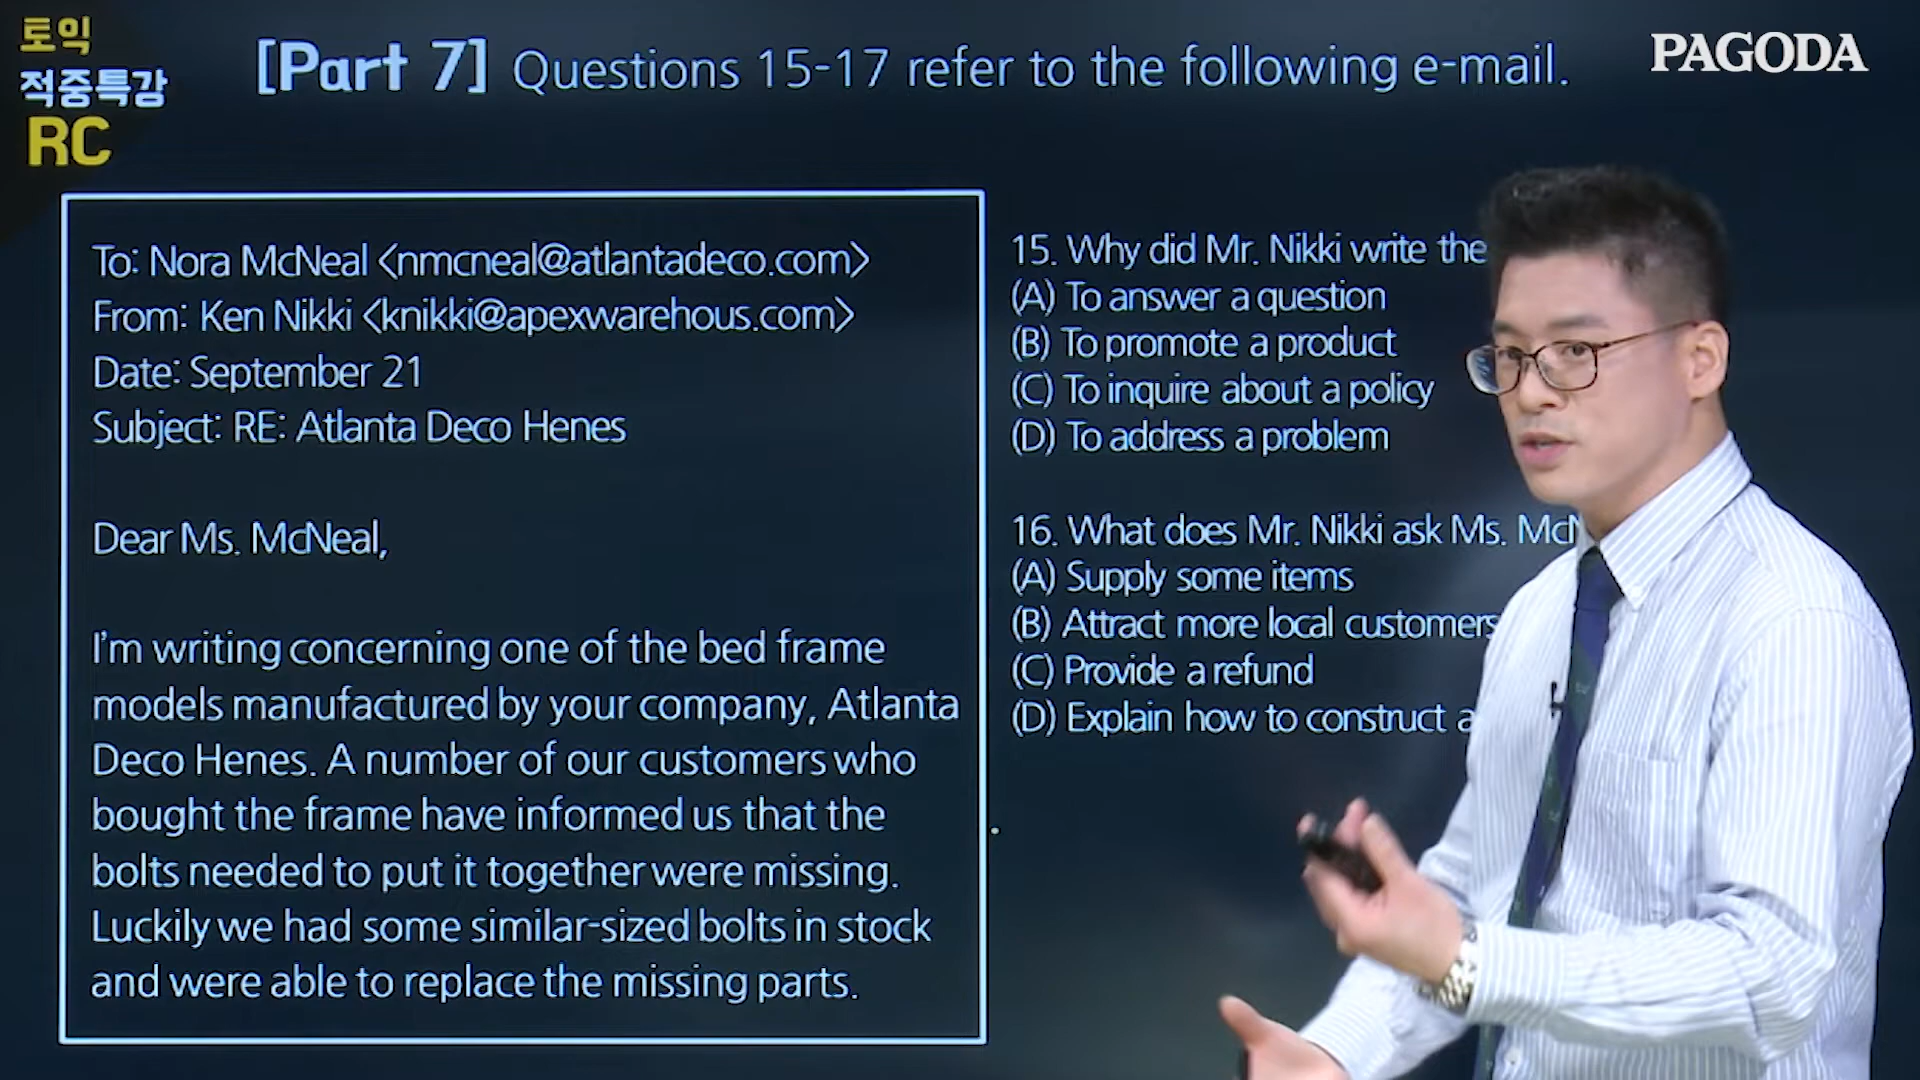 토익
적중특강
RC
[Part 7] Questions 15-17 refer to the following e-mail.
PAGODA
To: Nora McNeal <nmcneal@atlantadeco.com>
From: Ken Nikki <knikki@apexwarehous.com>
Date: September 21
Subject: RE: Atlanta Deco Henes
Dear Ms. McNeal,
I'm writing concerning one of the bed frame
models manufactured by your company, Atlanta
Deco Henes. A number of our customers who
bought the frame have informed us that the
bolts needed to put it together were missing.
Luckily we had some similar-sized bolts in stock
and were able to replace the missing parts.
15. Why did Mr. Nikki write the
(A) To answer a question
(B) To promote a product
(C) To inquire about a policy
(D) To address a problem
16. What does Mr. Nikki ask Ms.
(A) Supply some items
(B) Attract more local customers
(C) Provide a refund
(D) Explain how to construct a